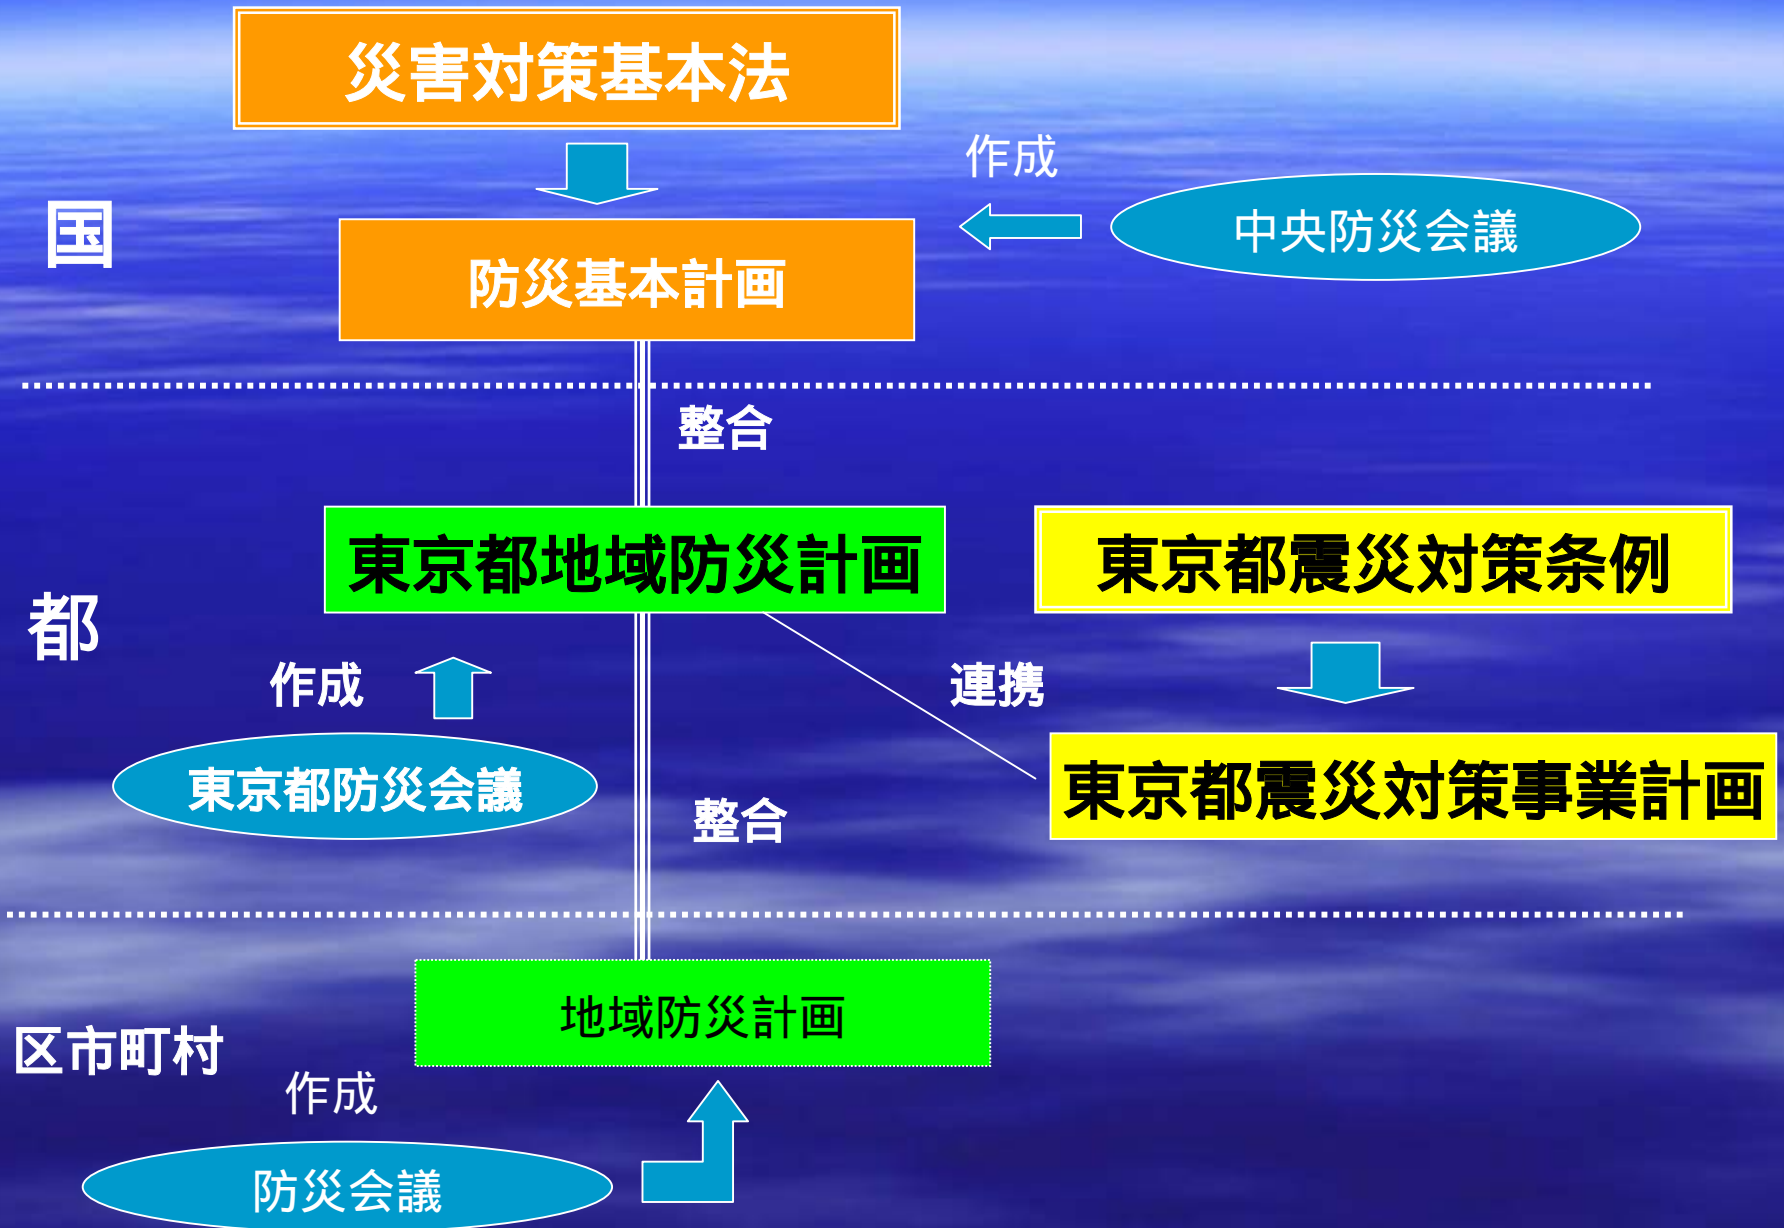 災害対策基本法
作成
国
中央防災会議
防災基本計画
整合
東京都地域防災計画
東京都震災対策条例
都
作成
連携
東京都防災会議
東京都震災対策事業計画
整合
地域防災計画
区市町村
作成
防災会議